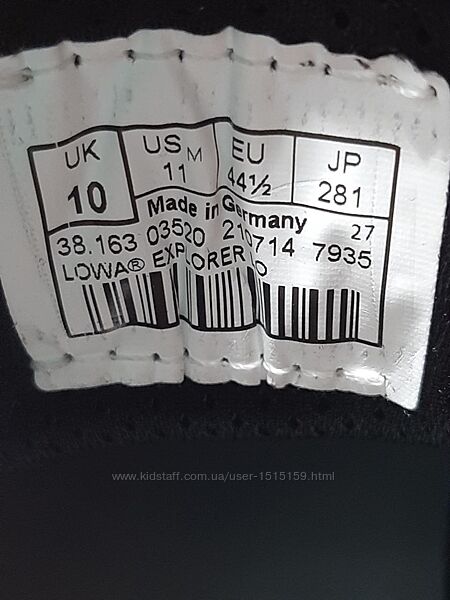 UK US M EU JP
10 11 44½ 281
Made in Germany 27
38.163 03520 210714 7935
LOWA® EXPLORER
www.kidstaff.com.ua/user-1515159.html